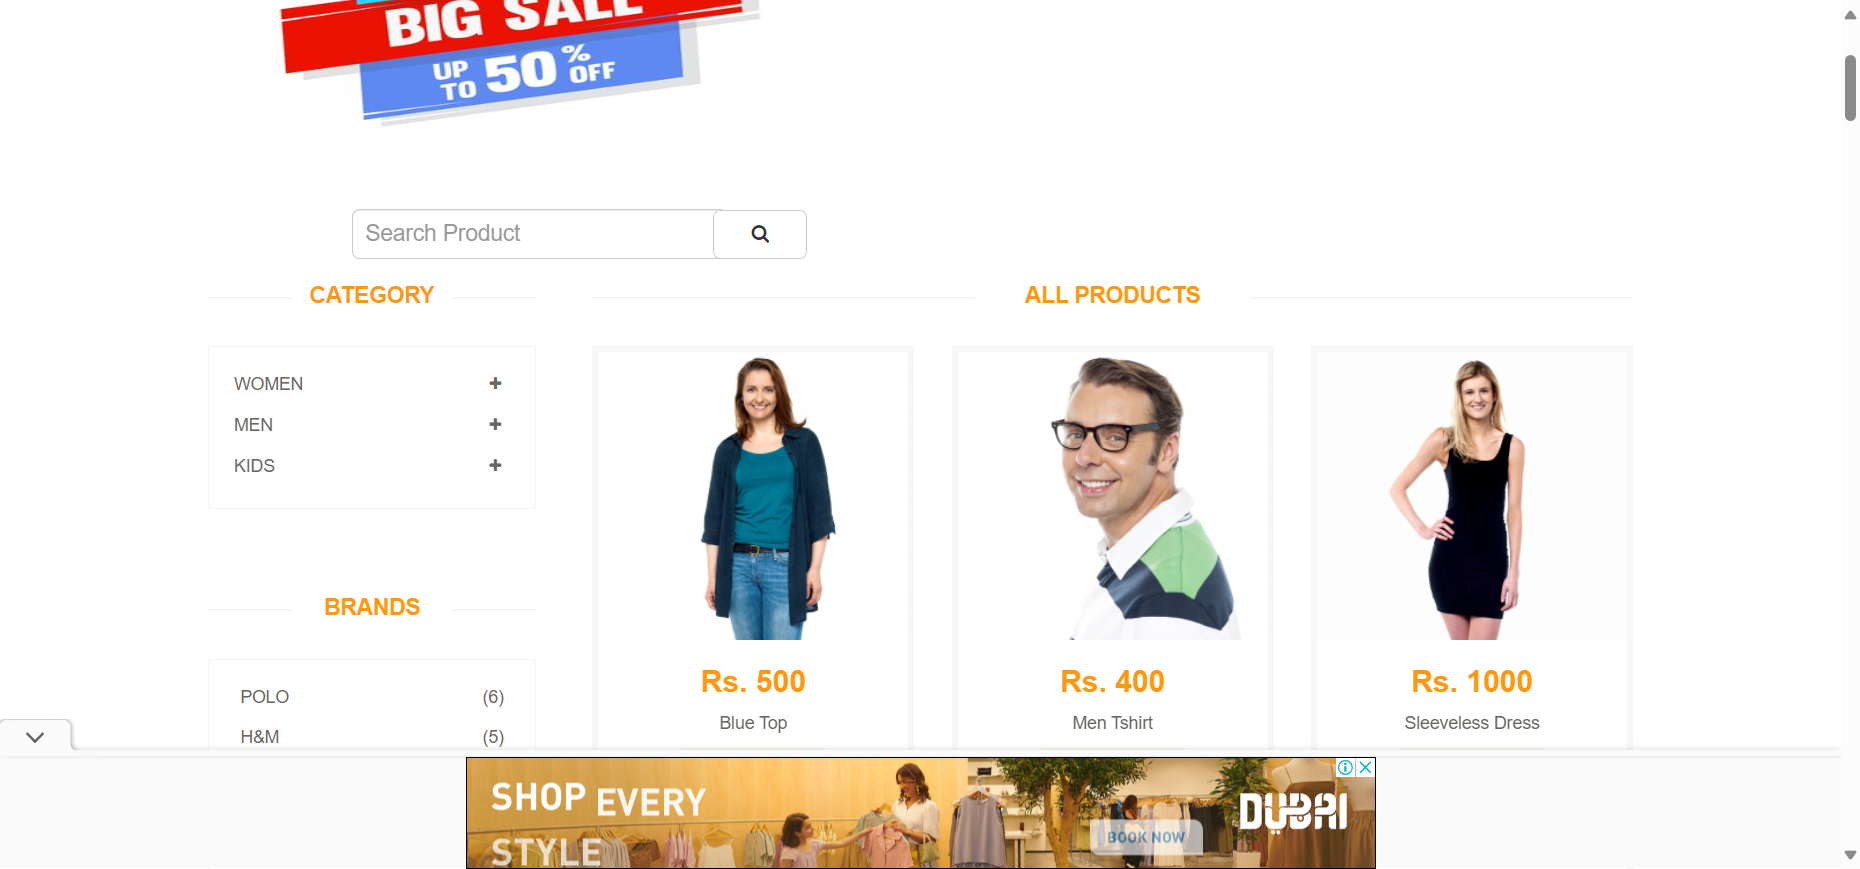 BIG SALE
UP TO 50% OFF
Search Product
CATEGORY
WOMEN
MEN
KIDS
BRANDS
POLO (6)
H&M (5)
ALL PRODUCTS
Rs. 500
Blue Top
Rs. 400
Men Tshirt
Rs. 1000
Sleeveless Dress
SHOP EVERY
STYLE
BOOK NOW
DUBAI